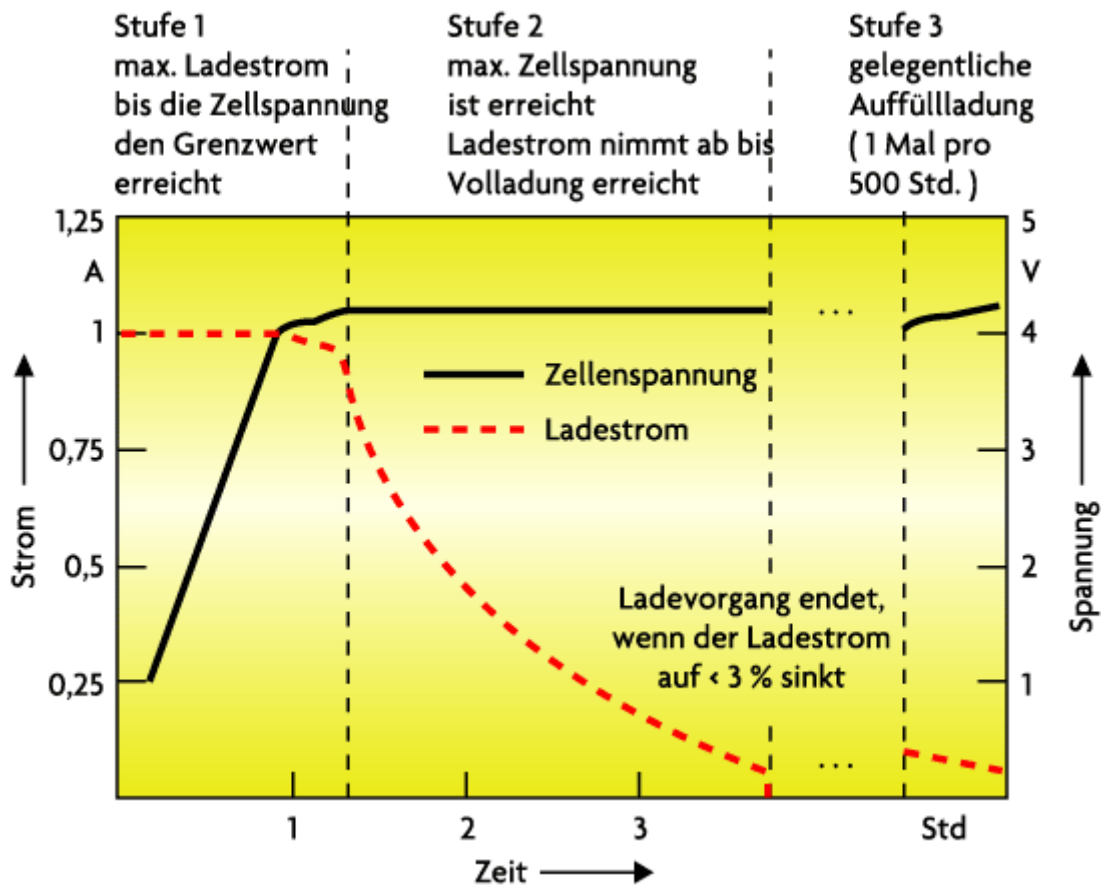 Stufe 1
max. Ladestrom
bis die Zellspannung
den Grenzwert
erreicht
Stufe 2
max. Zellspannung
ist erreicht
Ladestrom nimmt ab bis
Volladung erreicht
Stufe 3
gelegentliche
Auffüllladung
( 1 Mal pro
500 Std. )
1,25
A
1
0,75
0,5
0,25
Strom
5
V
4
3
2
1
Spannung
Zellenspannung
Ladestrom
...
Ladevorgang endet,
wenn der Ladestrom
auf < 3 % sinkt
...
1
2
3
Std
Zeit